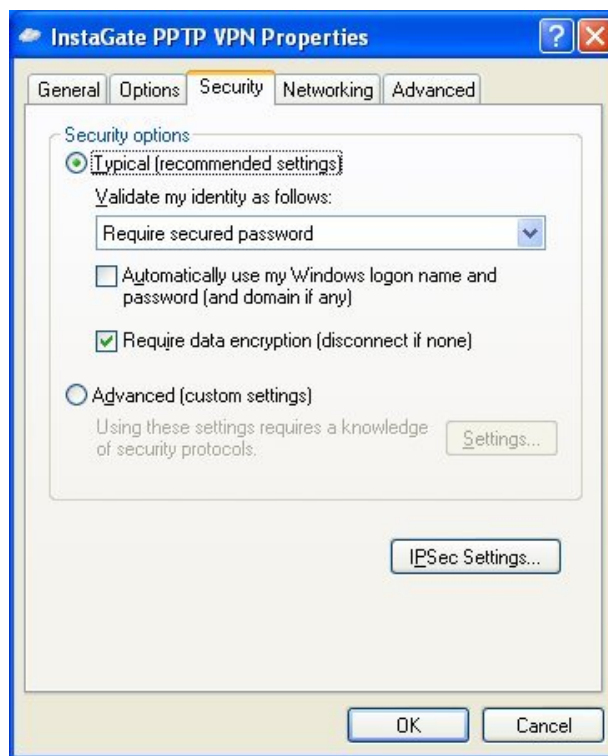 InstaGate PPTP VPN Properties
General Options Security Networking Advanced
Security options
Typical (recommended settings)
Validate my identity as follows:
Require secured password
Automatically use my Windows logon name and
password (and domain if any)
Require data encryption (disconnect if none)
Advanced (custom settings)
Using these settings requires a knowledge
of security protocols.
Settings...
IPSec Settings...
OK Cancel